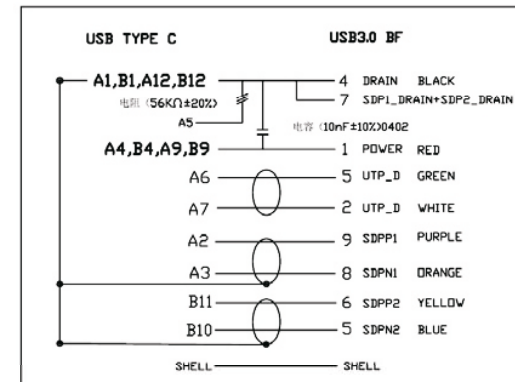 USB TYPE C USB3.0 BF
A1,B1,A12,B12 4 DRAIN BLACK
7 SDP1_DRAIN+SDP2_DRAIN
电阻 (56KΩ±20%)
A5
电容 (10nF±10%)0402
A4,B4,A9,B9 1 POWER RED
A6 5 UTP_D GREEN
A7 2 UTP_D WHITE
A2 9 SDPP1 PURPLE
A3 8 SDPN1 ORANGE
B11 6 SDPP2 YELLOW
B10 5 SDPN2 BLUE
SHELL SHELL